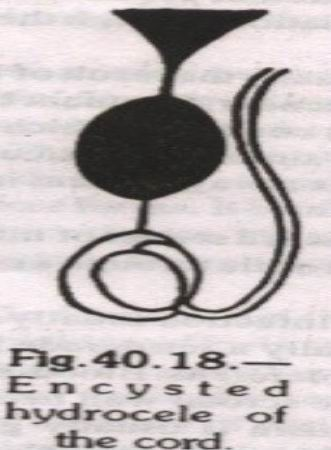 Fig.40.18.—
Encysted
hydrocele of
the cord.